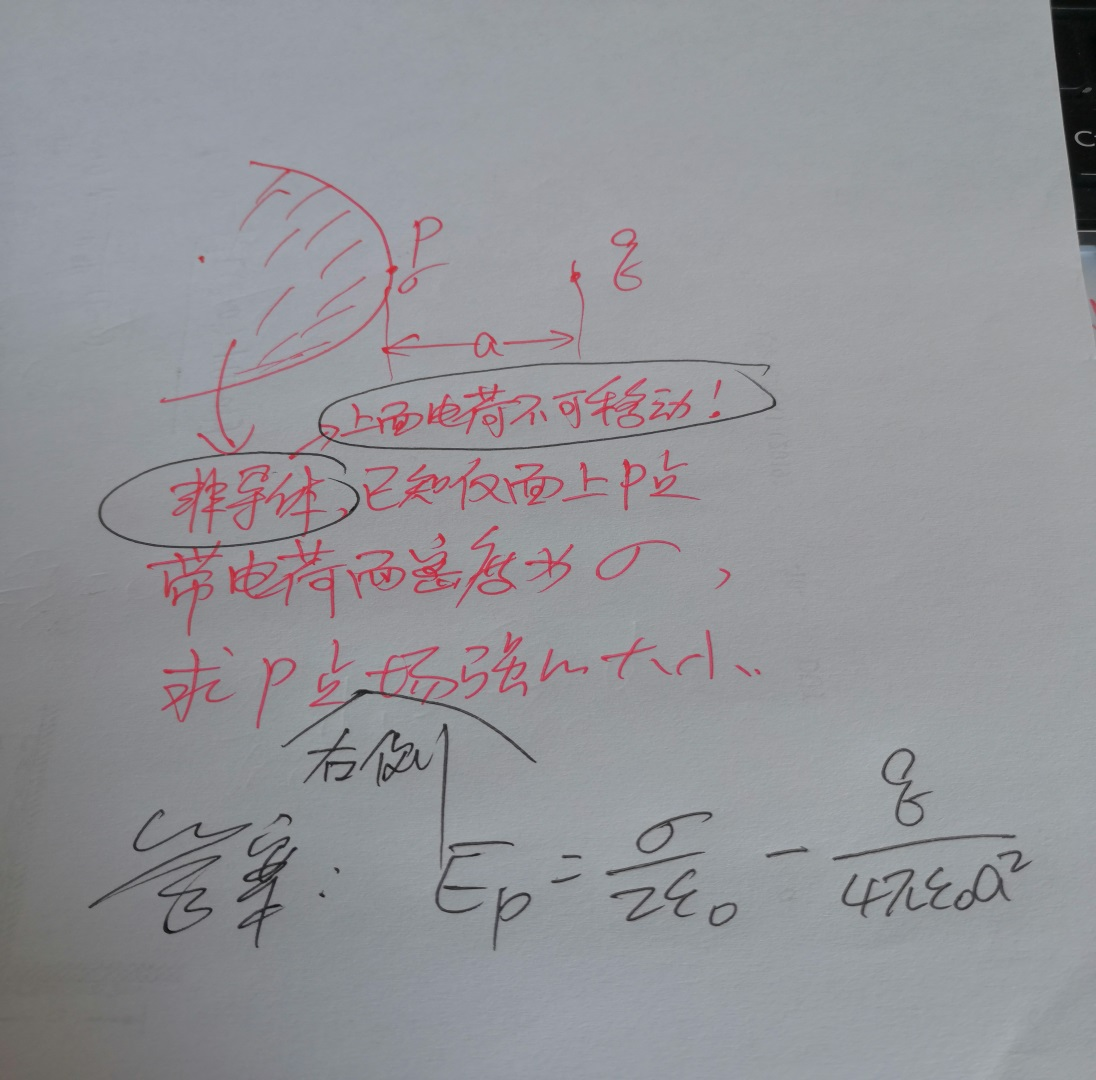 P
σ
q
a
上面电荷不可移动!
非导体,已知仅面上P点
带电荷面密度为σ,
求P点场强的大小.
右侧
答案: E_p = σ/2ε₀ - q/4πε₀a²
C